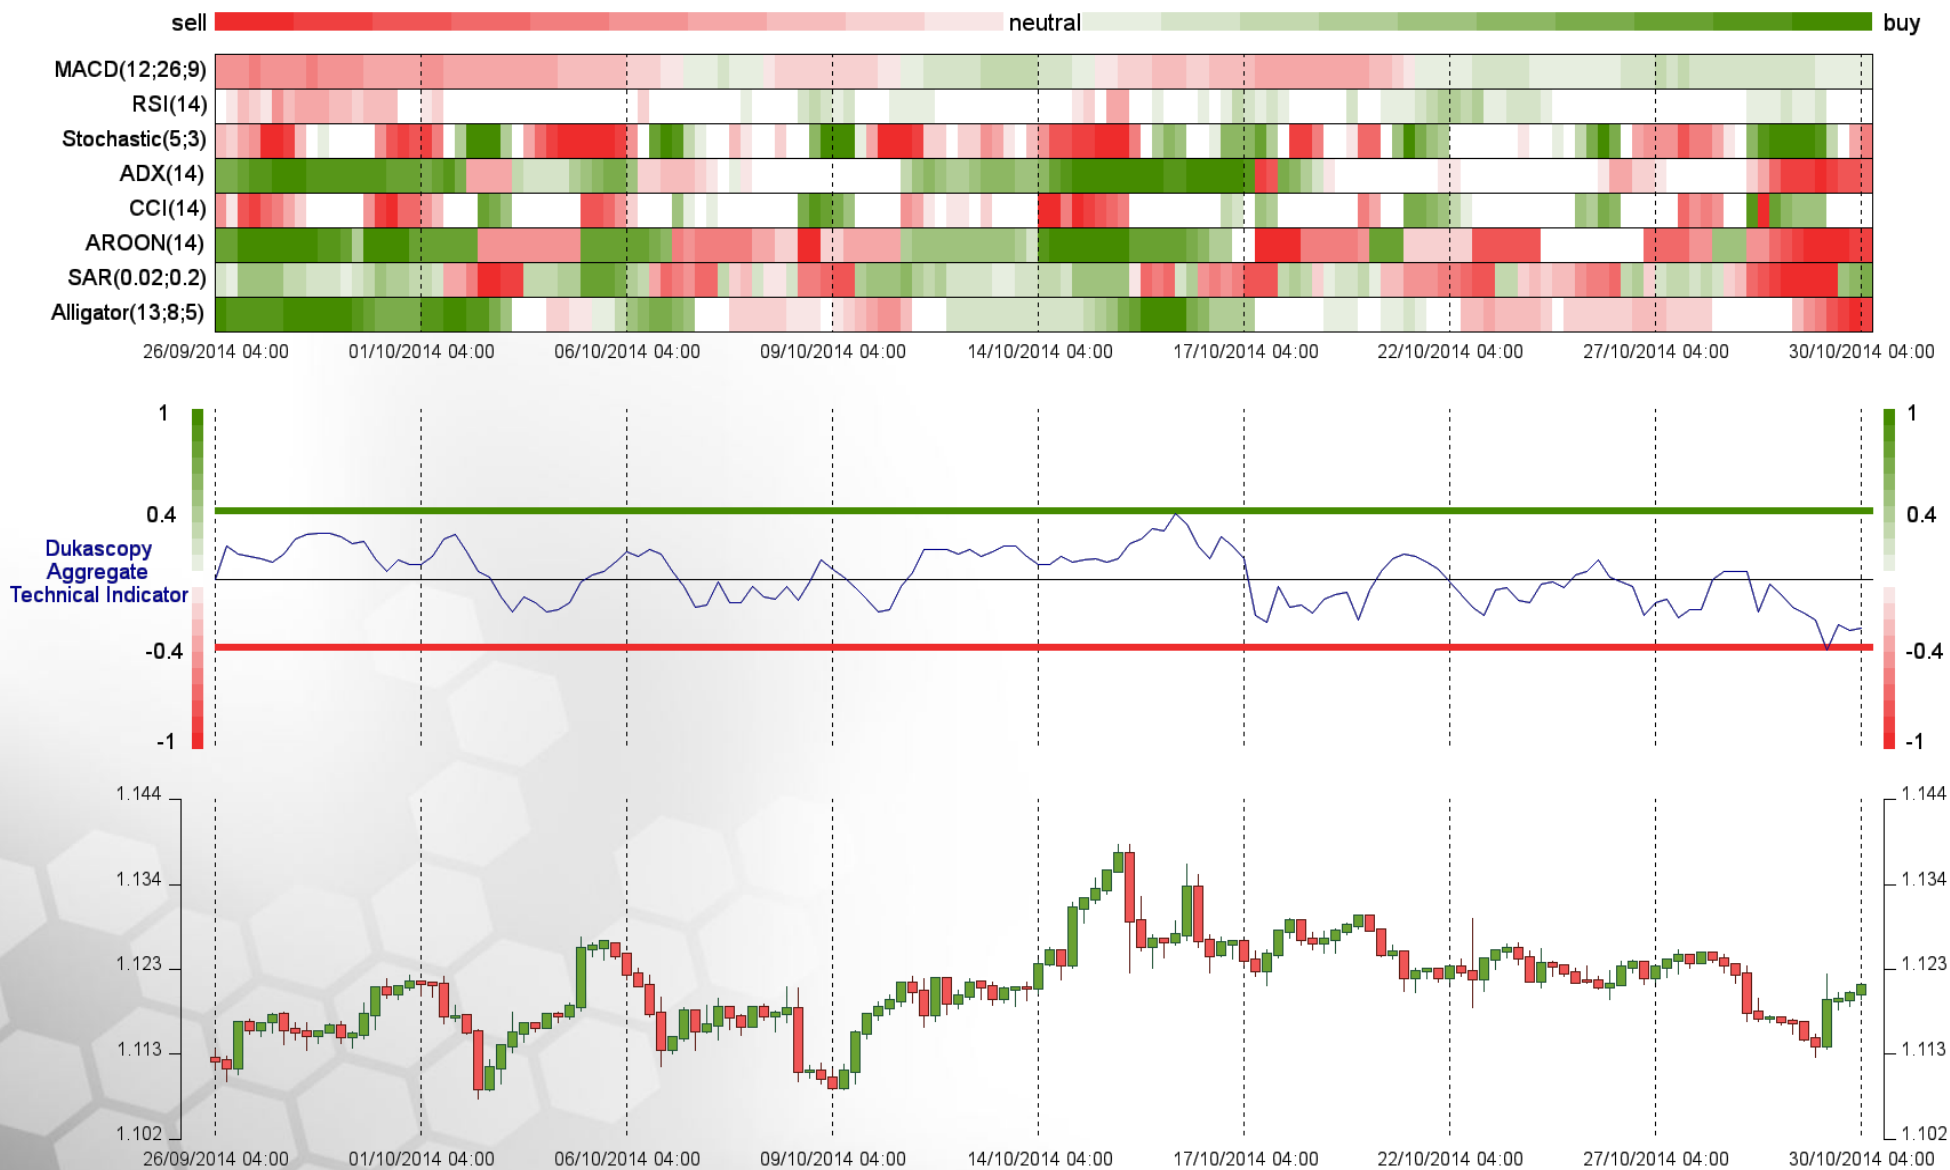 sell neutral buy
MACD(12;26;9)
RSI(14)
Stochastic(5;3)
ADX(14)
CCI(14)
AROON(14)
SAR(0.02;0.2)
Alligator(13;8;5)
26/09/2014 04:00 01/10/2014 04:00 06/10/2014 04:00 09/10/2014 04:00 14/10/2014 04:00 17/10/2014 04:00 22/10/2014 04:00 27/10/2014 04:00 30/10/2014 04:00
1 1
0.4 0.4
Dukascopy
Aggregate
Technical Indicator
-0.4 -0.4
-1 -1
1.144 1.144
1.134 1.134
1.123 1.123
1.113 1.113
1.102 1.102
26/09/2014 04:00 01/10/2014 04:00 06/10/2014 04:00 09/10/2014 04:00 14/10/2014 04:00 17/10/2014 04:00 22/10/2014 04:00 27/10/2014 04:00 30/10/2014 04:00